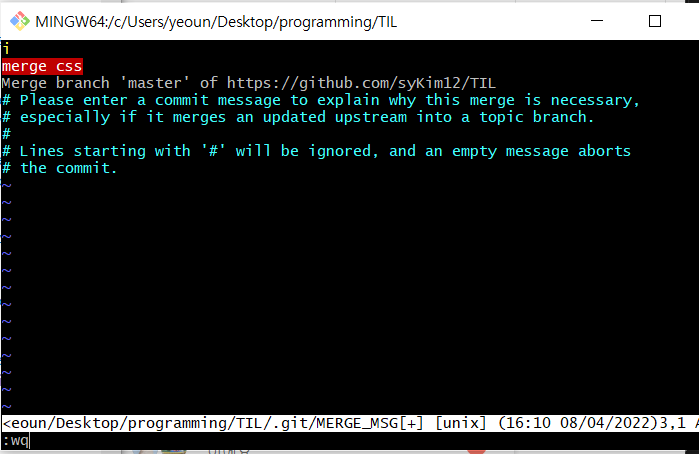 MINGW64:/c/Users/yeoun/Desktop/programming/TIL
i
merge css
Merge branch 'master' of https://github.com/syKim12/TIL
# Please enter a commit message to explain why this merge is necessary,
# especially if it merges an updated upstream into a topic branch.
#
# Lines starting with '#' will be ignored, and an empty message aborts
# the commit.
~
~
~
~
~
~
~
~
~
~
~
~
~
~
<eoun/Desktop/programming/TIL/.git/MERGE_MSG[+] [unix] (16:10 08/04/2022)3,1 A
:wq